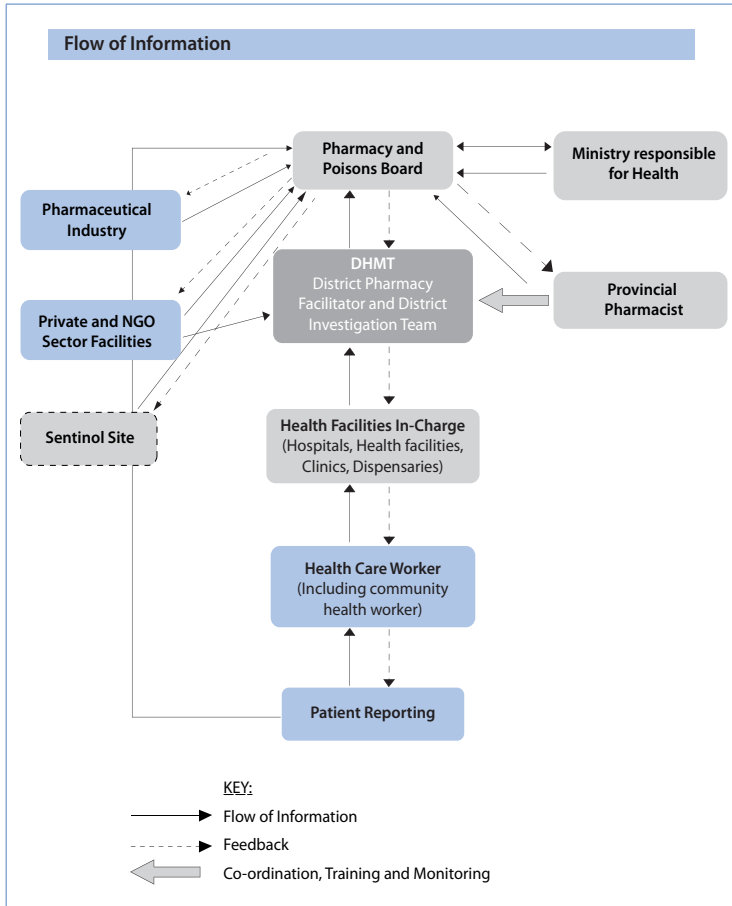 Flow of Information
Pharmacy and
Poisons Board
Ministry responsible
for Health
Pharmaceutical
Industry
DHMT
District Pharmacy
Facilitator and District
Investigation Team
Provincial
Pharmacist
Private and NGO
Sector Facilities
Sentinol Site
Health Facilities In-Charge
(Hospitals, Health facilities,
Clinics, Dispensaries)
Health Care Worker
(Including community
health worker)
Patient Reporting
KEY:
Flow of Information
Feedback
Co-ordination, Training and Monitoring